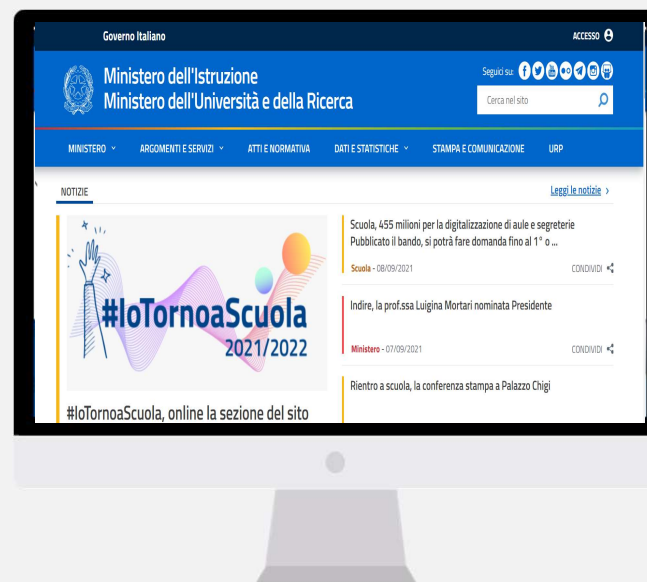 Governo Italiano
ACCESSO
Ministero dell'Istruzione
Ministero dell'Università e della Ricerca
Seguici su:
Cerca nel sito
MINISTERO ARGOMENTI E SERVIZI ATTI E NORMATIVA DATI E STATISTICHE STAMPA E COMUNICAZIONE URP
NOTIZIE
Leggi le notizie >
#IoTornoaScuola
2021/2022
#IoTornoaScuola, online la sezione del sito
Scuola, 455 milioni per la digitalizzazione di aule e segreterie
Pubblicato il bando, si potrà fare domanda fino al 1° o ...
Scuola - 08/09/2021 CONDIVIDI
Indire, la prof.ssa Luigina Mortari nominata Presidente
Ministero - 07/09/2021 CONDIVIDI
Rientro a scuola, la conferenza stampa a Palazzo Chigi